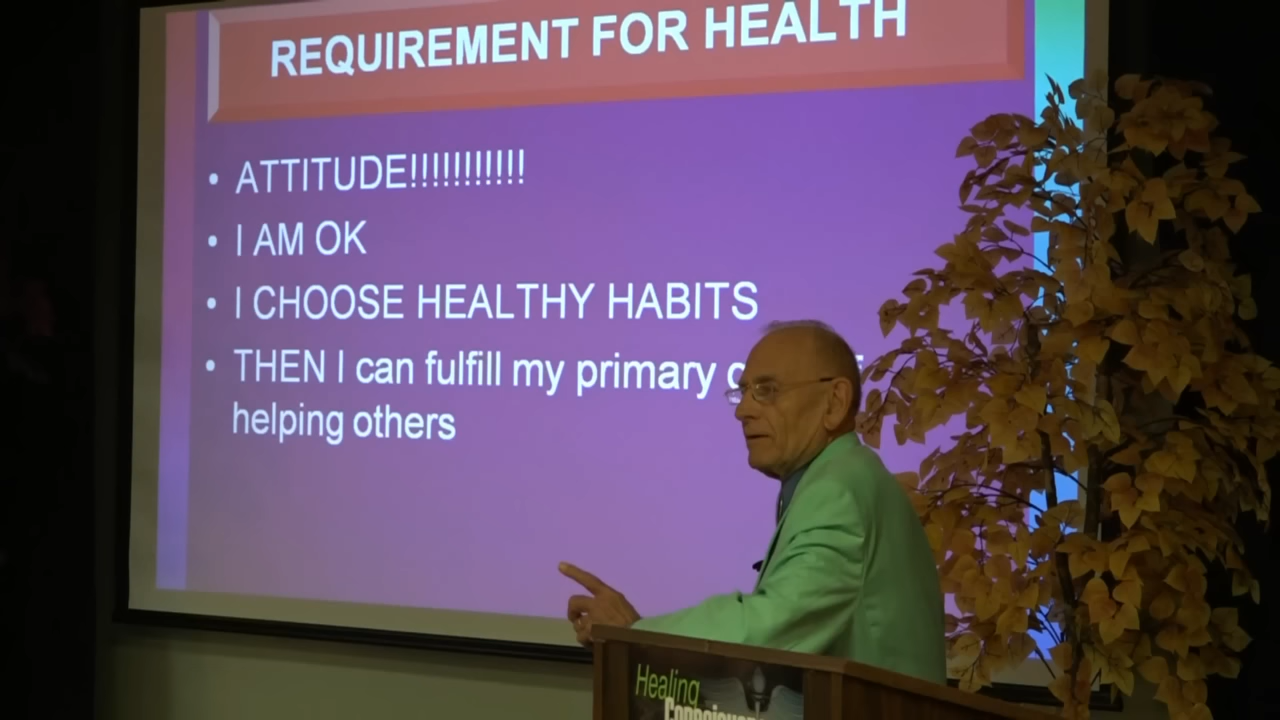 REQUIREMENT FOR HEALTH
• ATTITUDE!!!!!!!!!!!
• I AM OK
• I CHOOSE HEALTHY HABITS
• THEN I can fulfill my primary
helping others
Healing